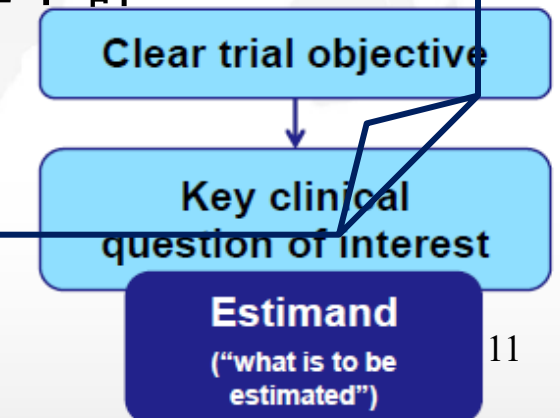 Clear trial objective
Key clinical
question of interest
Estimand
("what is to be
estimated")
11